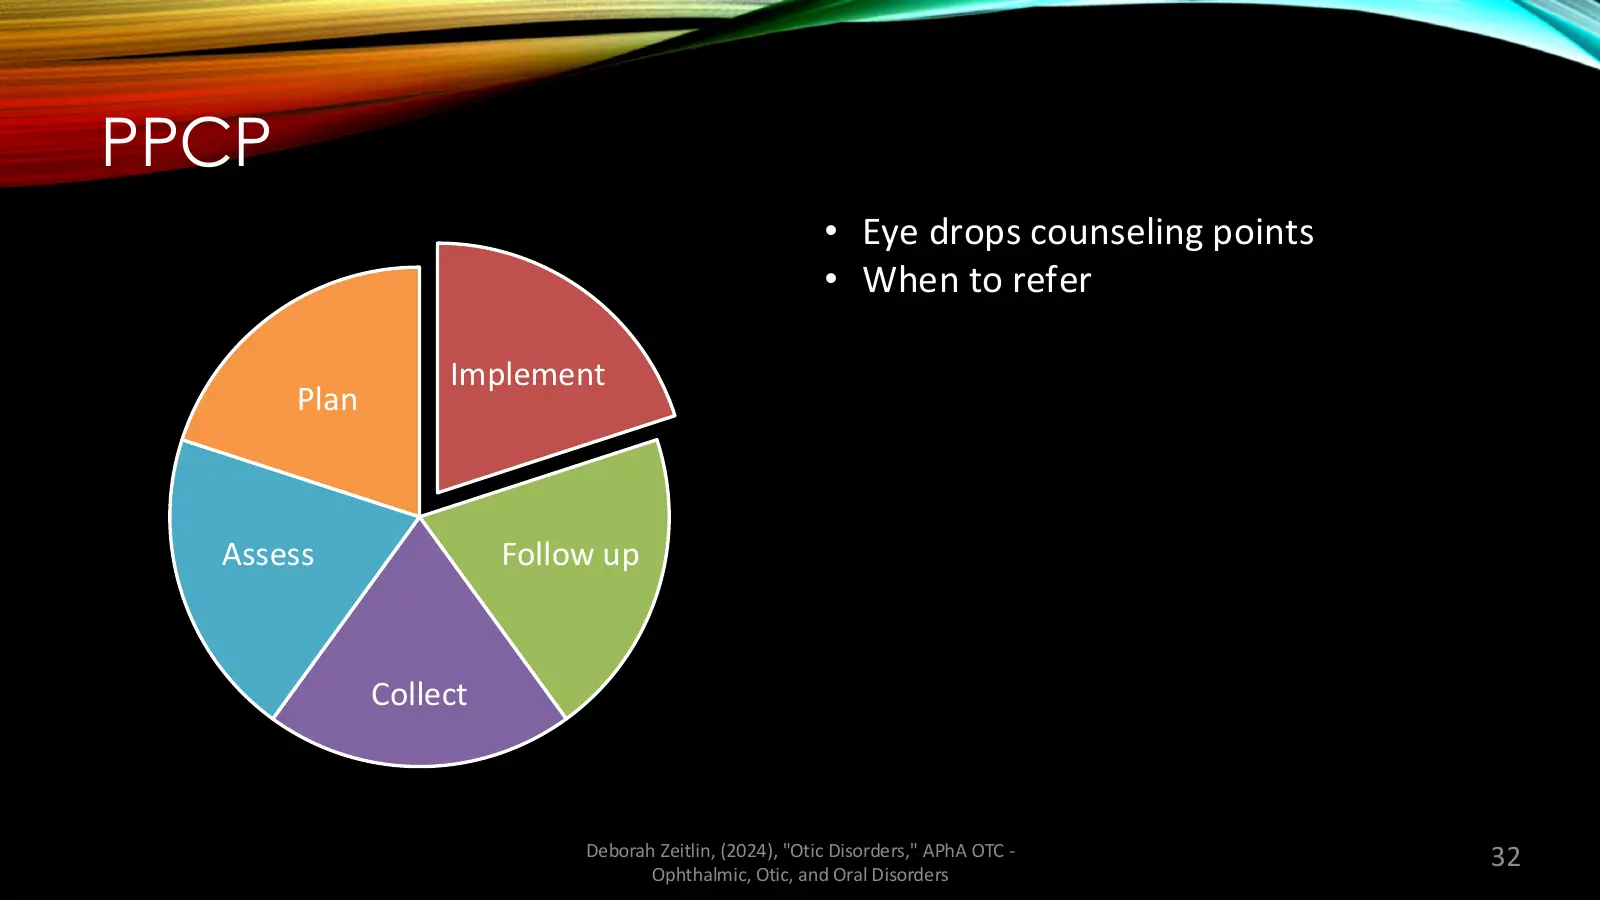 PPCP
• Eye drops counseling points
• When to refer
Implement
Plan
Assess
Follow up
Collect
Deborah Zeitlin, (2024), "Otic Disorders," APhA OTC -
Ophthalmic, Otic, and Oral Disorders
32